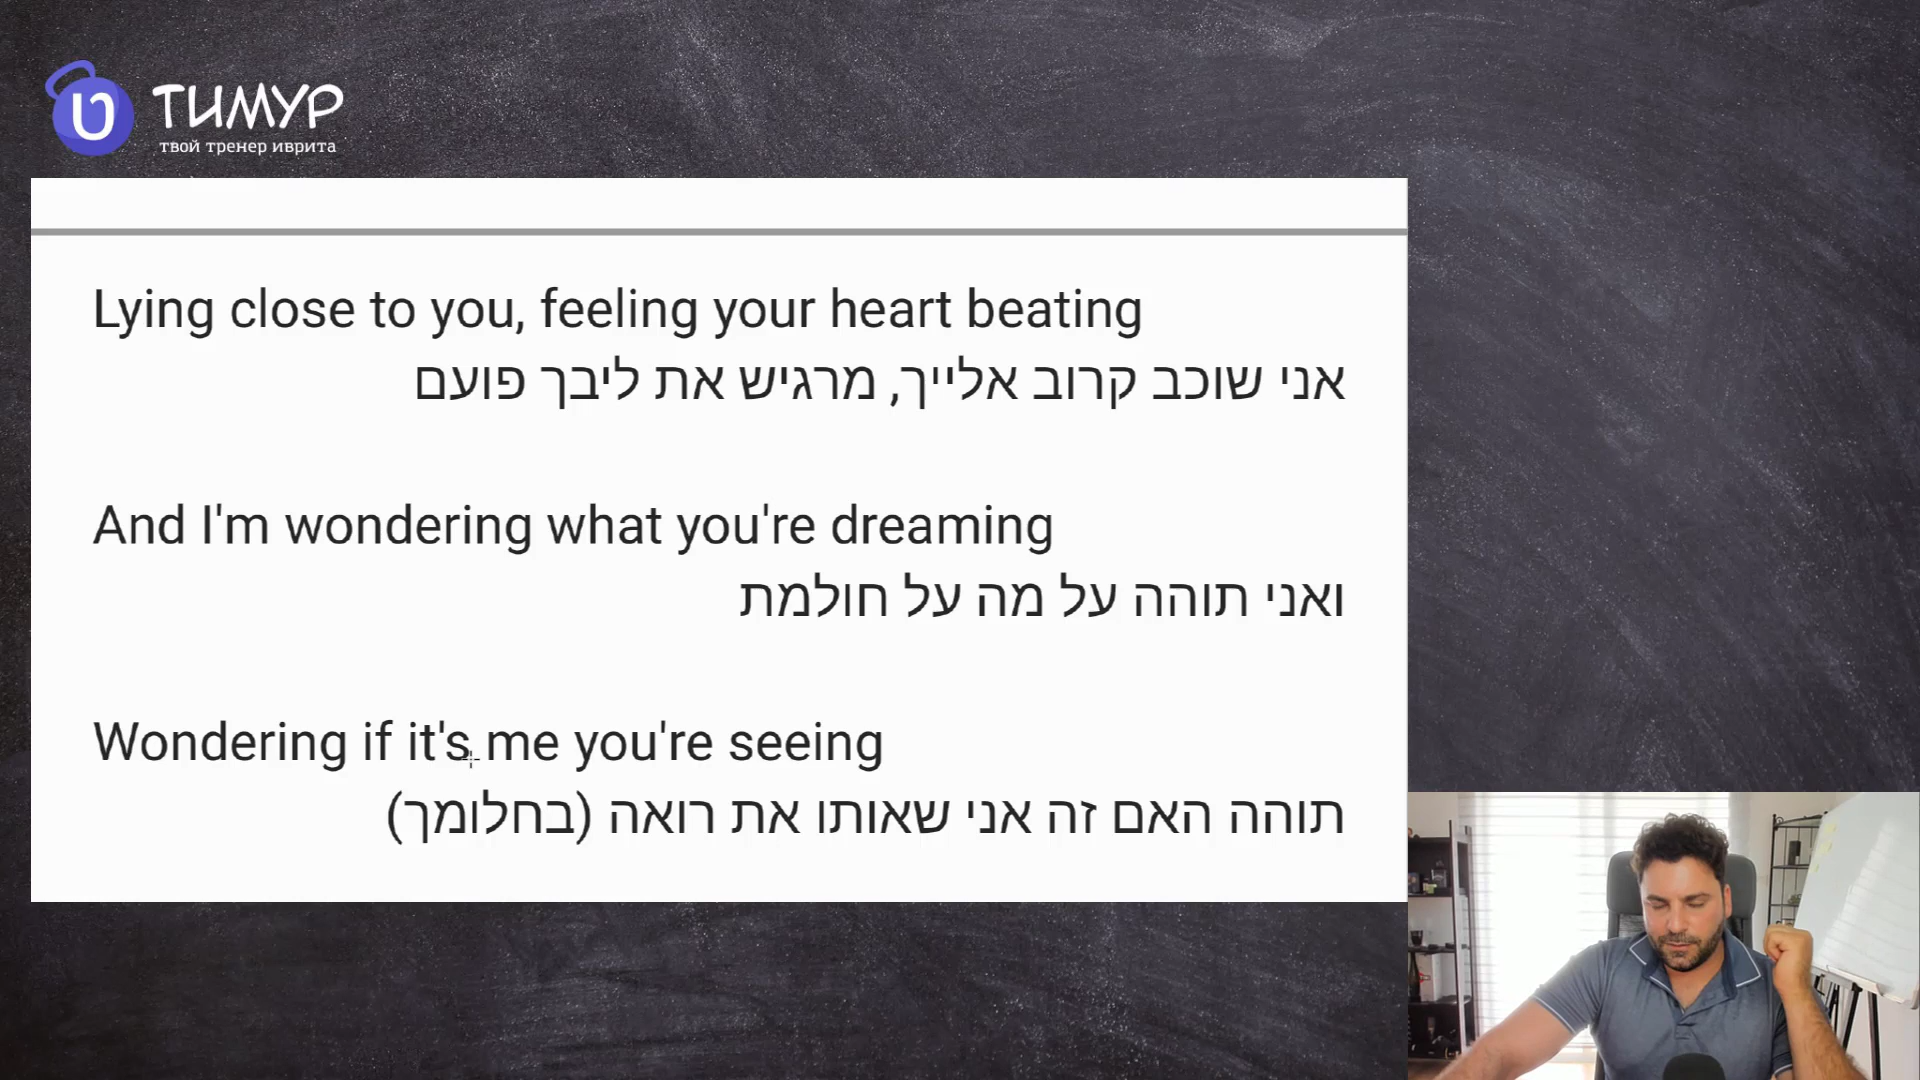 ТИМУР
твой тренер иврита
Lying close to you, feeling your heart beating
אני שוכב קרוב אלייך, מרגיש את ליבך פועם
And I'm wondering what you're dreaming
ואני תוהה על מה על חולמת
Wondering if it's me you're seeing
תוהה האם זה אני שאותו את רואה (בחלומך)